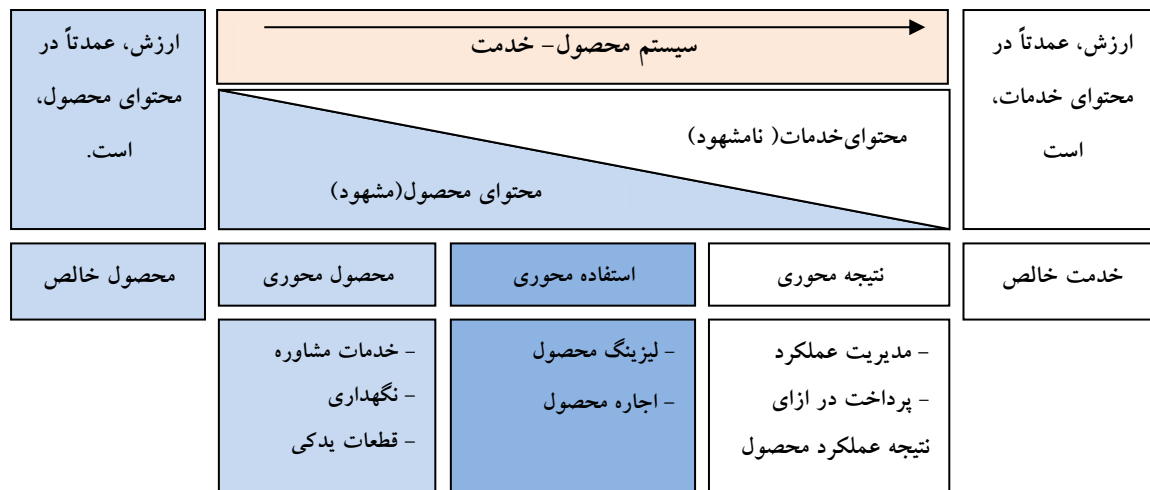 ارزش، عمدتاً در
محتوای خدمات،
است
سیستم محصول– خدمت
ارزش، عمدتاً در
محتوای محصول،
است.
محتوای‌خدمات( نامشهود)
محتوای محصول(مشهود)
خدمت خالص
نتیجه محوری
استفاده محوری
محصول محوری
محصول خالص
– مدیریت عملکرد
– پرداخت در ازای
نتیجه عملکرد محصول
– لیزینگ محصول
– اجاره محصول
– خدمات مشاوره
– نگهداری
– قطعات یدکی